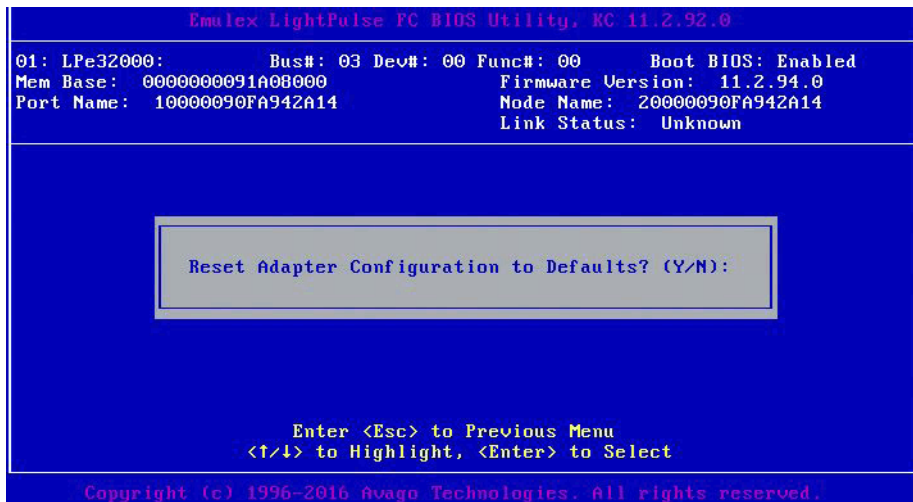 Emulex LightPulse FC BIOS Utility, KC 11.2.92.0
01: LPe32000: Bus#: 03 Dev#: 00 Func#: 00 Boot BIOS: Enabled
Mem Base: 0000000091A08000 Firmware Version: 11.2.94.0
Port Name: 10000090FA942A14 Node Name: 20000090FA942A14
Link Status: Unknown
Reset Adapter Configuration to Defaults? (Y/N):
Enter <Esc> to Previous Menu
<↑/↓> to Highlight, <Enter> to Select
Copyright (c) 1996-2016 Avago Technologies. All rights reserved.